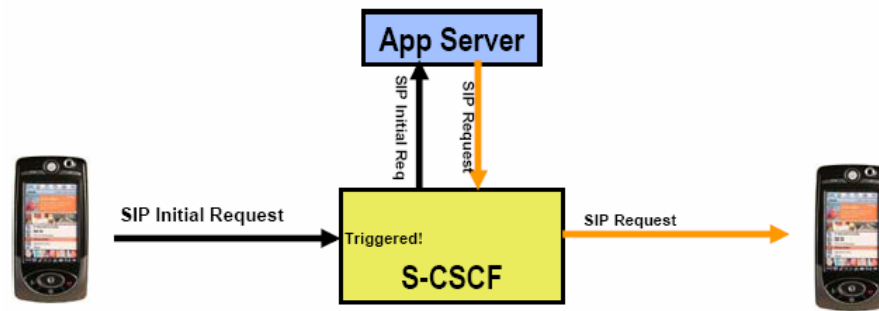 App Server
SIP Initial Req
SIP Request
SIP Initial Request
Triggered!
S-CSCF
SIP Request